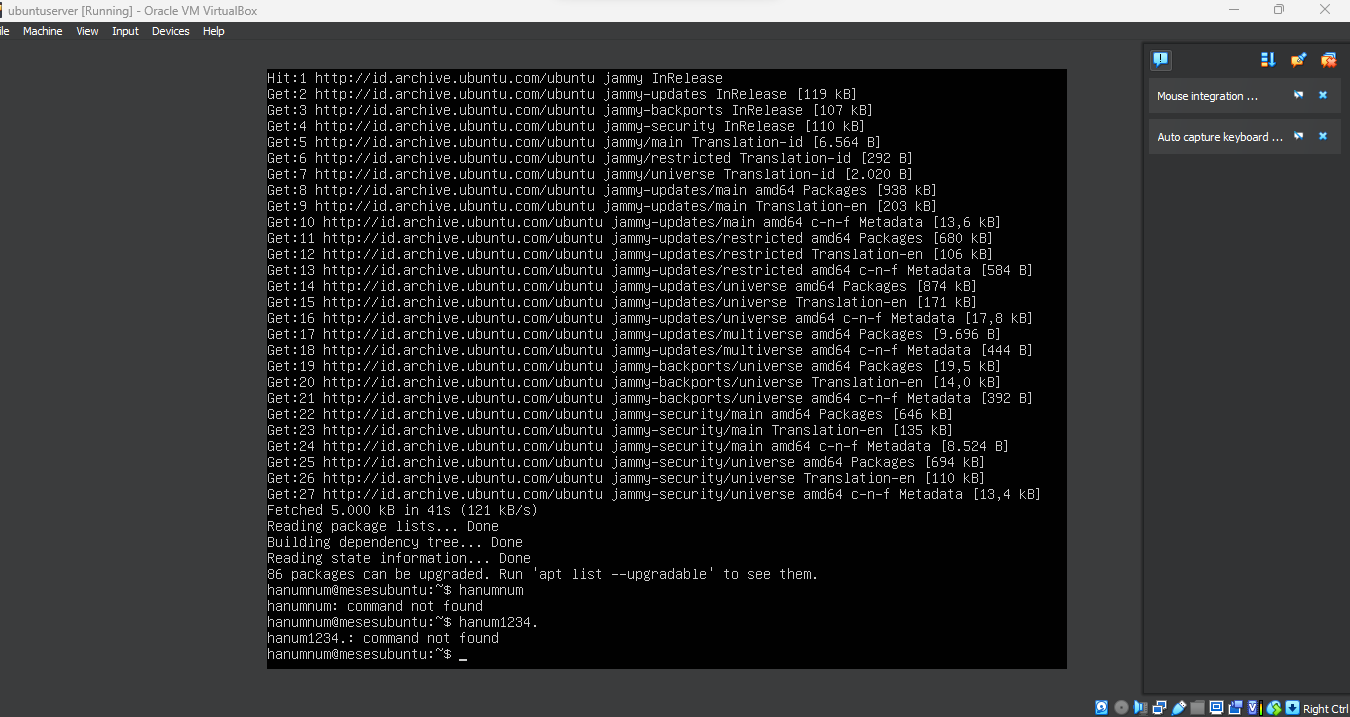 ubuntuserver [Running] - Oracle VM VirtualBox
ile Machine View Input Devices Help
Hit:1 http://id.archive.ubuntu.com/ubuntu jammy InRelease
Get:2 http://id.archive.ubuntu.com/ubuntu jammy-updates InRelease [119 kB]
Get:3 http://id.archive.ubuntu.com/ubuntu jammy-backports InRelease [107 kB]
Get:4 http://id.archive.ubuntu.com/ubuntu jammy-security InRelease [110 kB]
Get:5 http://id.archive.ubuntu.com/ubuntu jammy/main Translation-id [6.564 B]
Get:6 http://id.archive.ubuntu.com/ubuntu jammy/restricted Translation-id [292 B]
Get:7 http://id.archive.ubuntu.com/ubuntu jammy/universe Translation-id [2.020 B]
Get:8 http://id.archive.ubuntu.com/ubuntu jammy-updates/main amd64 Packages [938 kB]
Get:9 http://id.archive.ubuntu.com/ubuntu jammy-updates/main Translation-en [203 kB]
Get:10 http://id.archive.ubuntu.com/ubuntu jammy-updates/main amd64 c-n-f Metadata [13,6 kB]
Get:11 http://id.archive.ubuntu.com/ubuntu jammy-updates/restricted amd64 Packages [680 kB]
Get:12 http://id.archive.ubuntu.com/ubuntu jammy-updates/restricted Translation-en [106 kB]
Get:13 http://id.archive.ubuntu.com/ubuntu jammy-updates/restricted amd64 c-n-f Metadata [584 B]
Get:14 http://id.archive.ubuntu.com/ubuntu jammy-updates/universe amd64 Packages [874 kB]
Get:15 http://id.archive.ubuntu.com/ubuntu jammy-updates/universe Translation-en [171 kB]
Get:16 http://id.archive.ubuntu.com/ubuntu jammy-updates/universe amd64 c-n-f Metadata [17,8 kB]
Get:17 http://id.archive.ubuntu.com/ubuntu jammy-updates/multiverse amd64 Packages [9.696 B]
Get:18 http://id.archive.ubuntu.com/ubuntu jammy-updates/multiverse amd64 c-n-f Metadata [444 B]
Get:19 http://id.archive.ubuntu.com/ubuntu jammy-backports/universe amd64 Packages [19,5 kB]
Get:20 http://id.archive.ubuntu.com/ubuntu jammy-backports/universe Translation-en [14,0 kB]
Get:21 http://id.archive.ubuntu.com/ubuntu jammy-backports/universe amd64 c-n-f Metadata [392 B]
Get:22 http://id.archive.ubuntu.com/ubuntu jammy-security/main amd64 Packages [646 kB]
Get:23 http://id.archive.ubuntu.com/ubuntu jammy-security/main Translation-en [135 kB]
Get:24 http://id.archive.ubuntu.com/ubuntu jammy-security/main amd64 c-n-f Metadata [8.524 B]
Get:25 http://id.archive.ubuntu.com/ubuntu jammy-security/universe amd64 Packages [694 kB]
Get:26 http://id.archive.ubuntu.com/ubuntu jammy-security/universe Translation-en [110 kB]
Get:27 http://id.archive.ubuntu.com/ubuntu jammy-security/universe amd64 c-n-f Metadata [13,4 kB]
Fetched 5.000 kB in 41s (121 kB/s)
Reading package lists... Done
Building dependency tree... Done
Reading state information... Done
86 packages can be upgraded. Run 'apt list --upgradable' to see them.
hanumnum@mesesubuntu:~$ hanumnum
hanumnum: command not found
hanumnum@mesesubuntu:~$ hanum1234.
hanum1234.: command not found
hanumnum@mesesubuntu:~$ _
Mouse integration ...
Auto capture keyboard ...
Right Ctrl